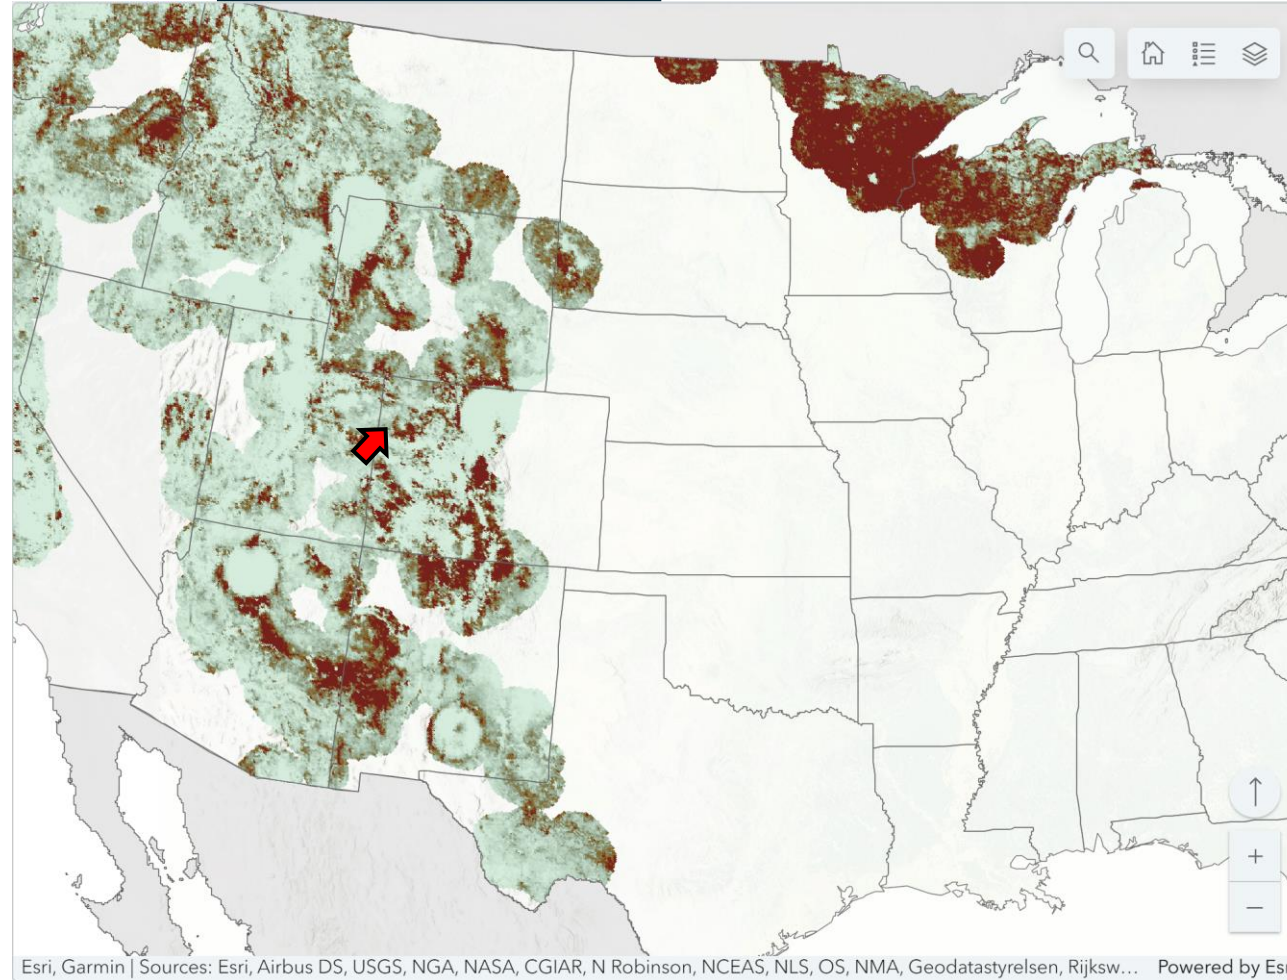 Esri, Garmin | Sources: Esri, Airbus DS, USGS, NGA, NASA, CGIAR, N Robinson, NCEAS, NLS, OS, NMA, Geodatastyrelsen, Rijksw... Powered by Es